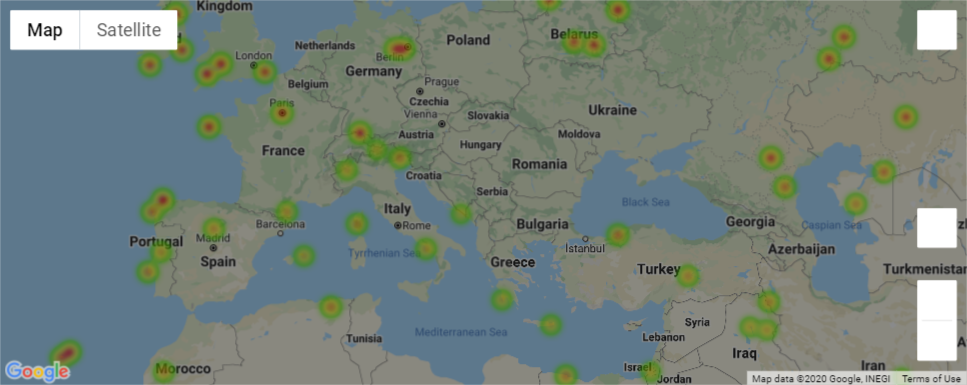 Kingdom
Map
Satellite
Belarus
Poland
Netherlands
London
Berlin
Germany
Belgium
Prague
Czechia
Paris
Vienna
Slovakia
Ukraine
Austria
Moldova
Hungary
France
Romania
Croatia
Serbia
Italy
Black Sea
Rome
Bulgaria
Georgia
Caspian Sea
Barcelona
Portugal
Madrid
Istanbul
Azerbaijan
Tyrrhenian Sea
Spain
Greece
Turkey
Turkmenistan
Syria
Mediterranean Sea
Tunisia
Lebanon
Iraq
Israel
Iran
Morocco
Google
Jordan
Map data ©2020 Google, INEGI
Terms of Use